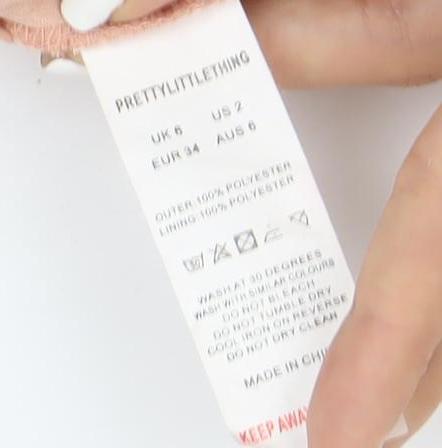 PRETTYLITTLETHING
UK 6 US 2
EUR 34 AUS 6
OUTER:100% POLYESTER
LINING:100% POLYESTER
WASH AT 30 DEGREES
WASH WITH SIMILAR COLOURS
DO NOT BLEACH
DO NOT TUMBLE DRY
COOL IRON ON REVERSE
DO NOT DRY CLEAN
MADE IN CHI
KEEP AWA